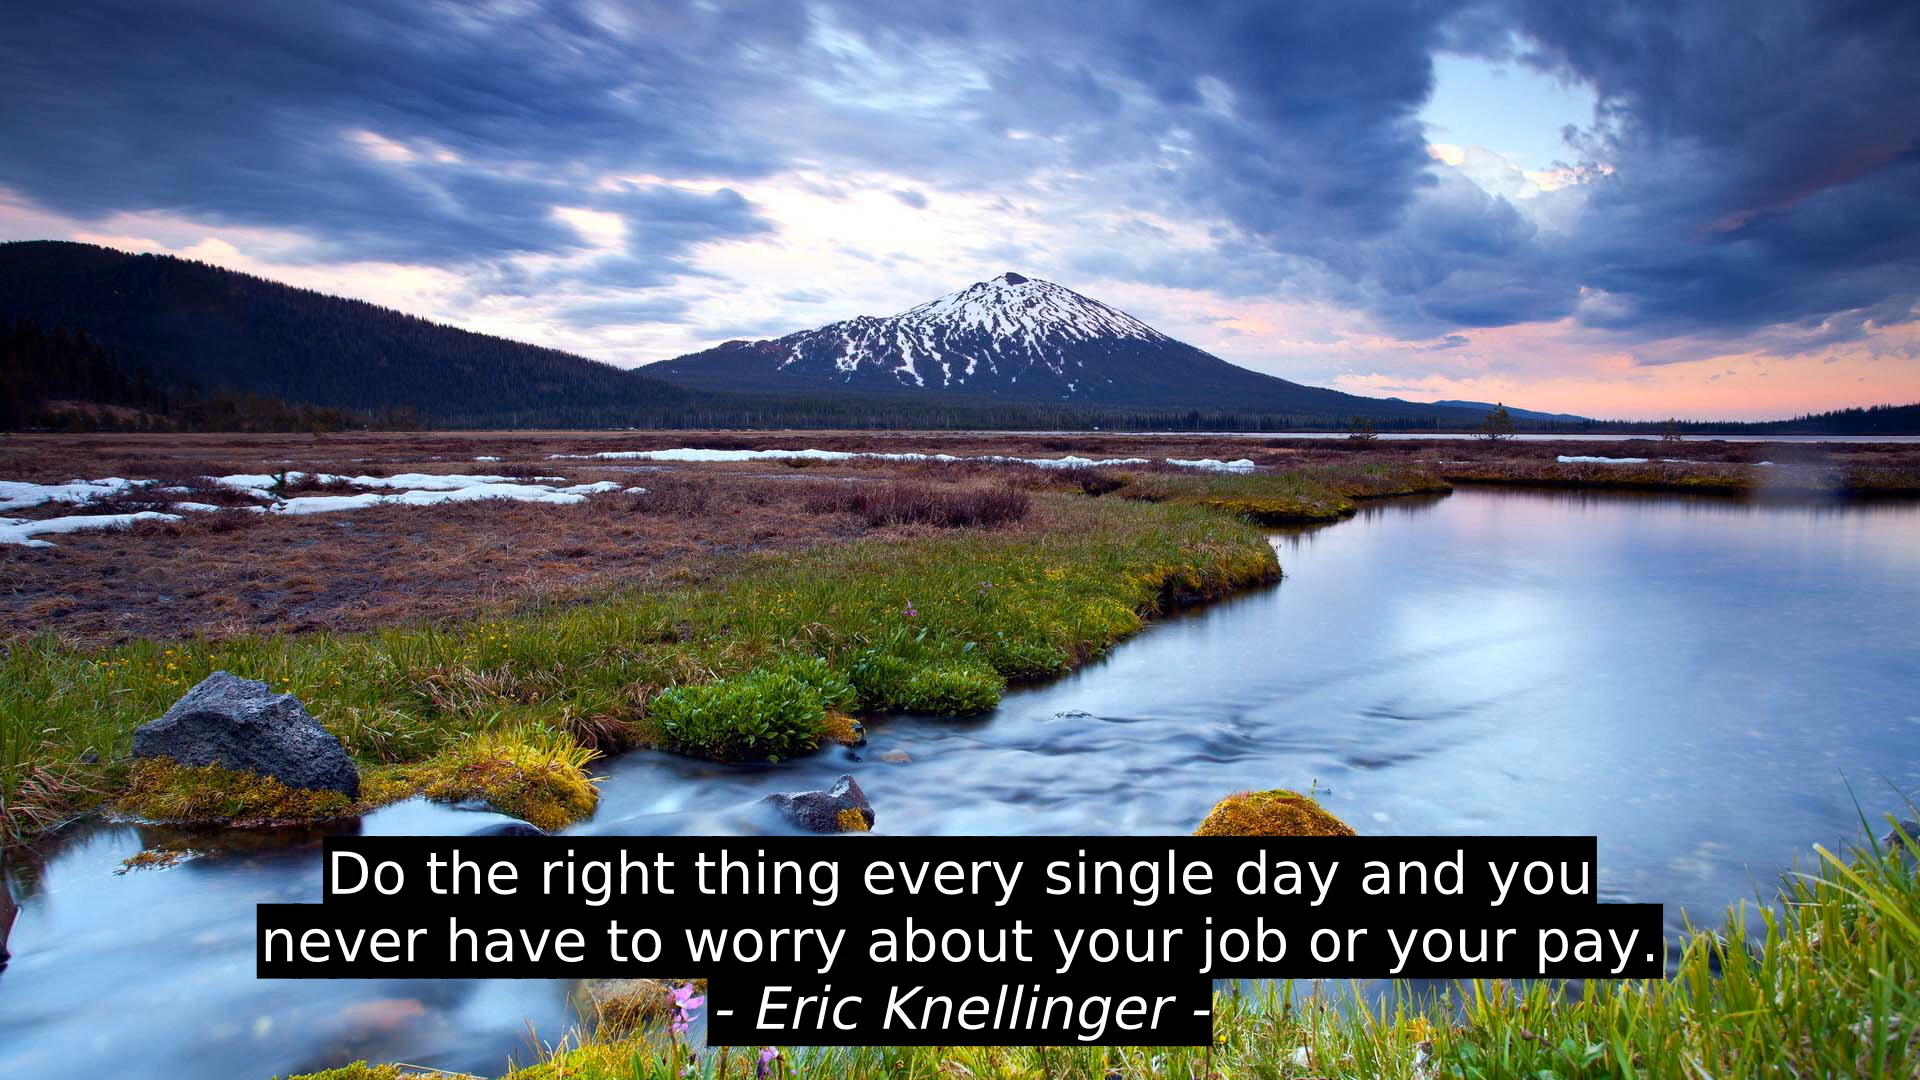 Do the right thing every single day and you
never have to worry about your job or your pay.
- Eric Knellinger -